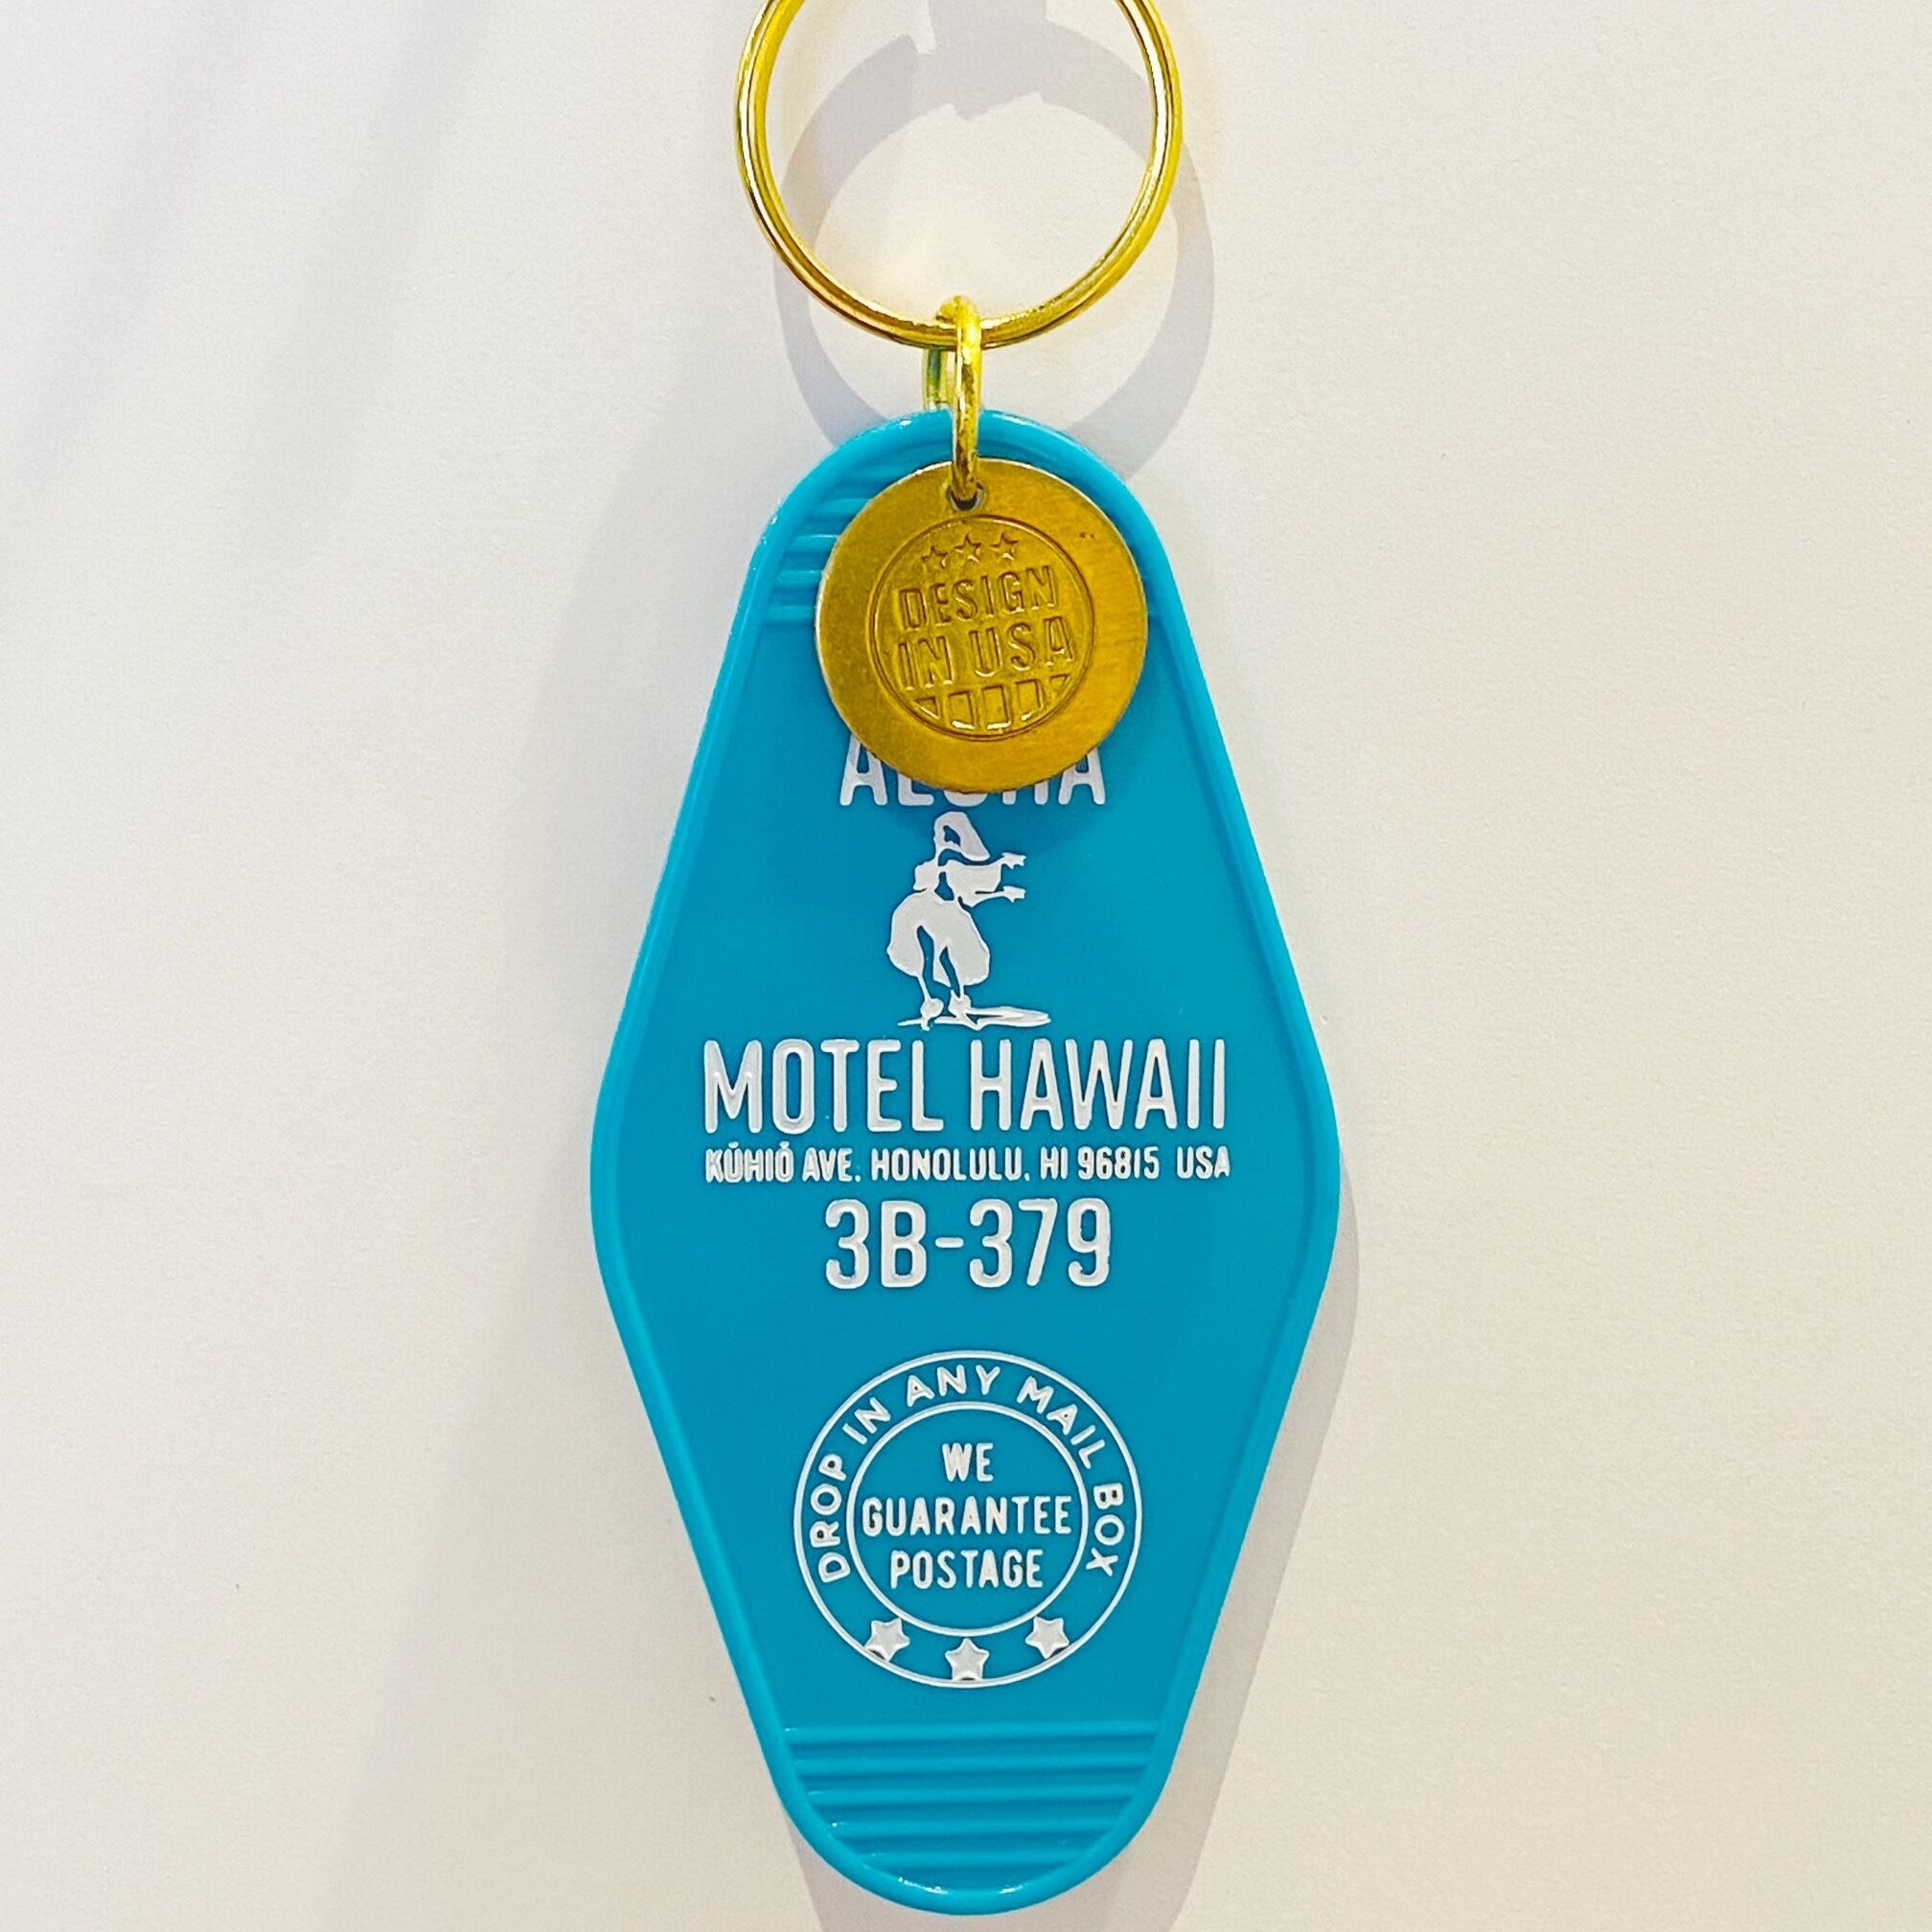 DESIGN
IN USA
ALOHA
MOTEL HAWAII
KŪHIŌ AVE. HONOLULU, HI 96815 USA
3B-379
DROP IN ANY MAIL BOX
WE
GUARANTEE
POSTAGE